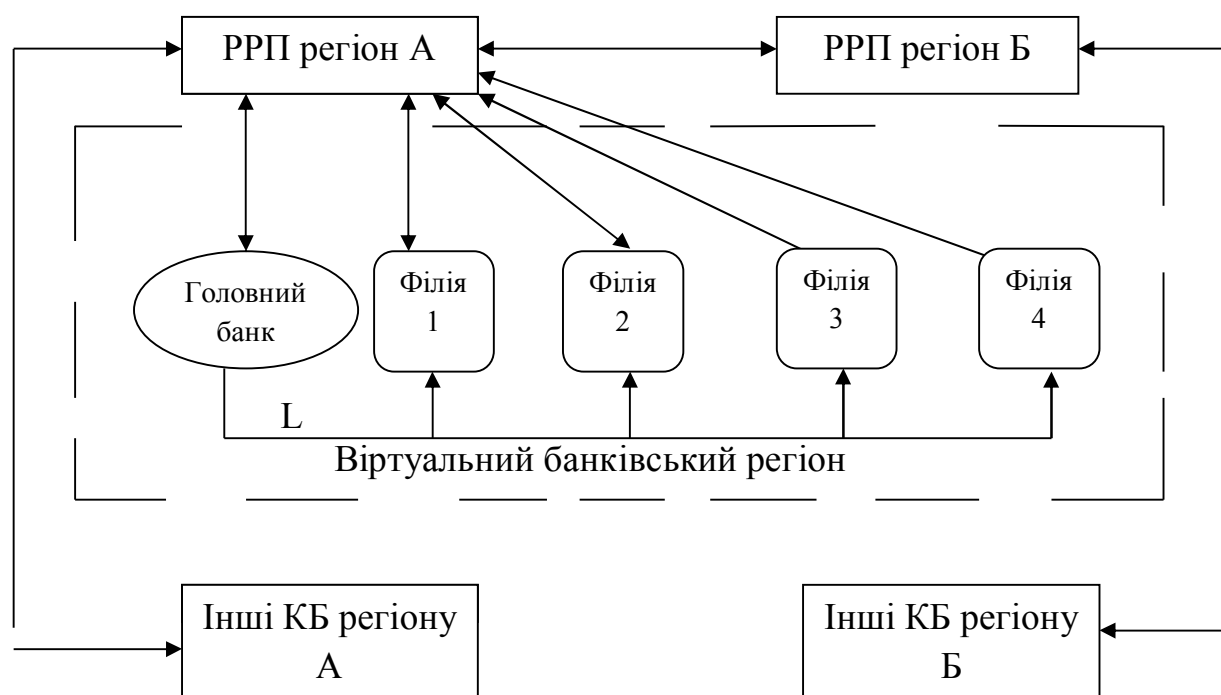 РРП регіон А
РРП регіон Б
Головний
банк
Філія
1
Філія
2
Філія
3
Філія
4
L
Віртуальний банківський регіон
Інші КБ регіону
А
Інші КБ регіону
Б